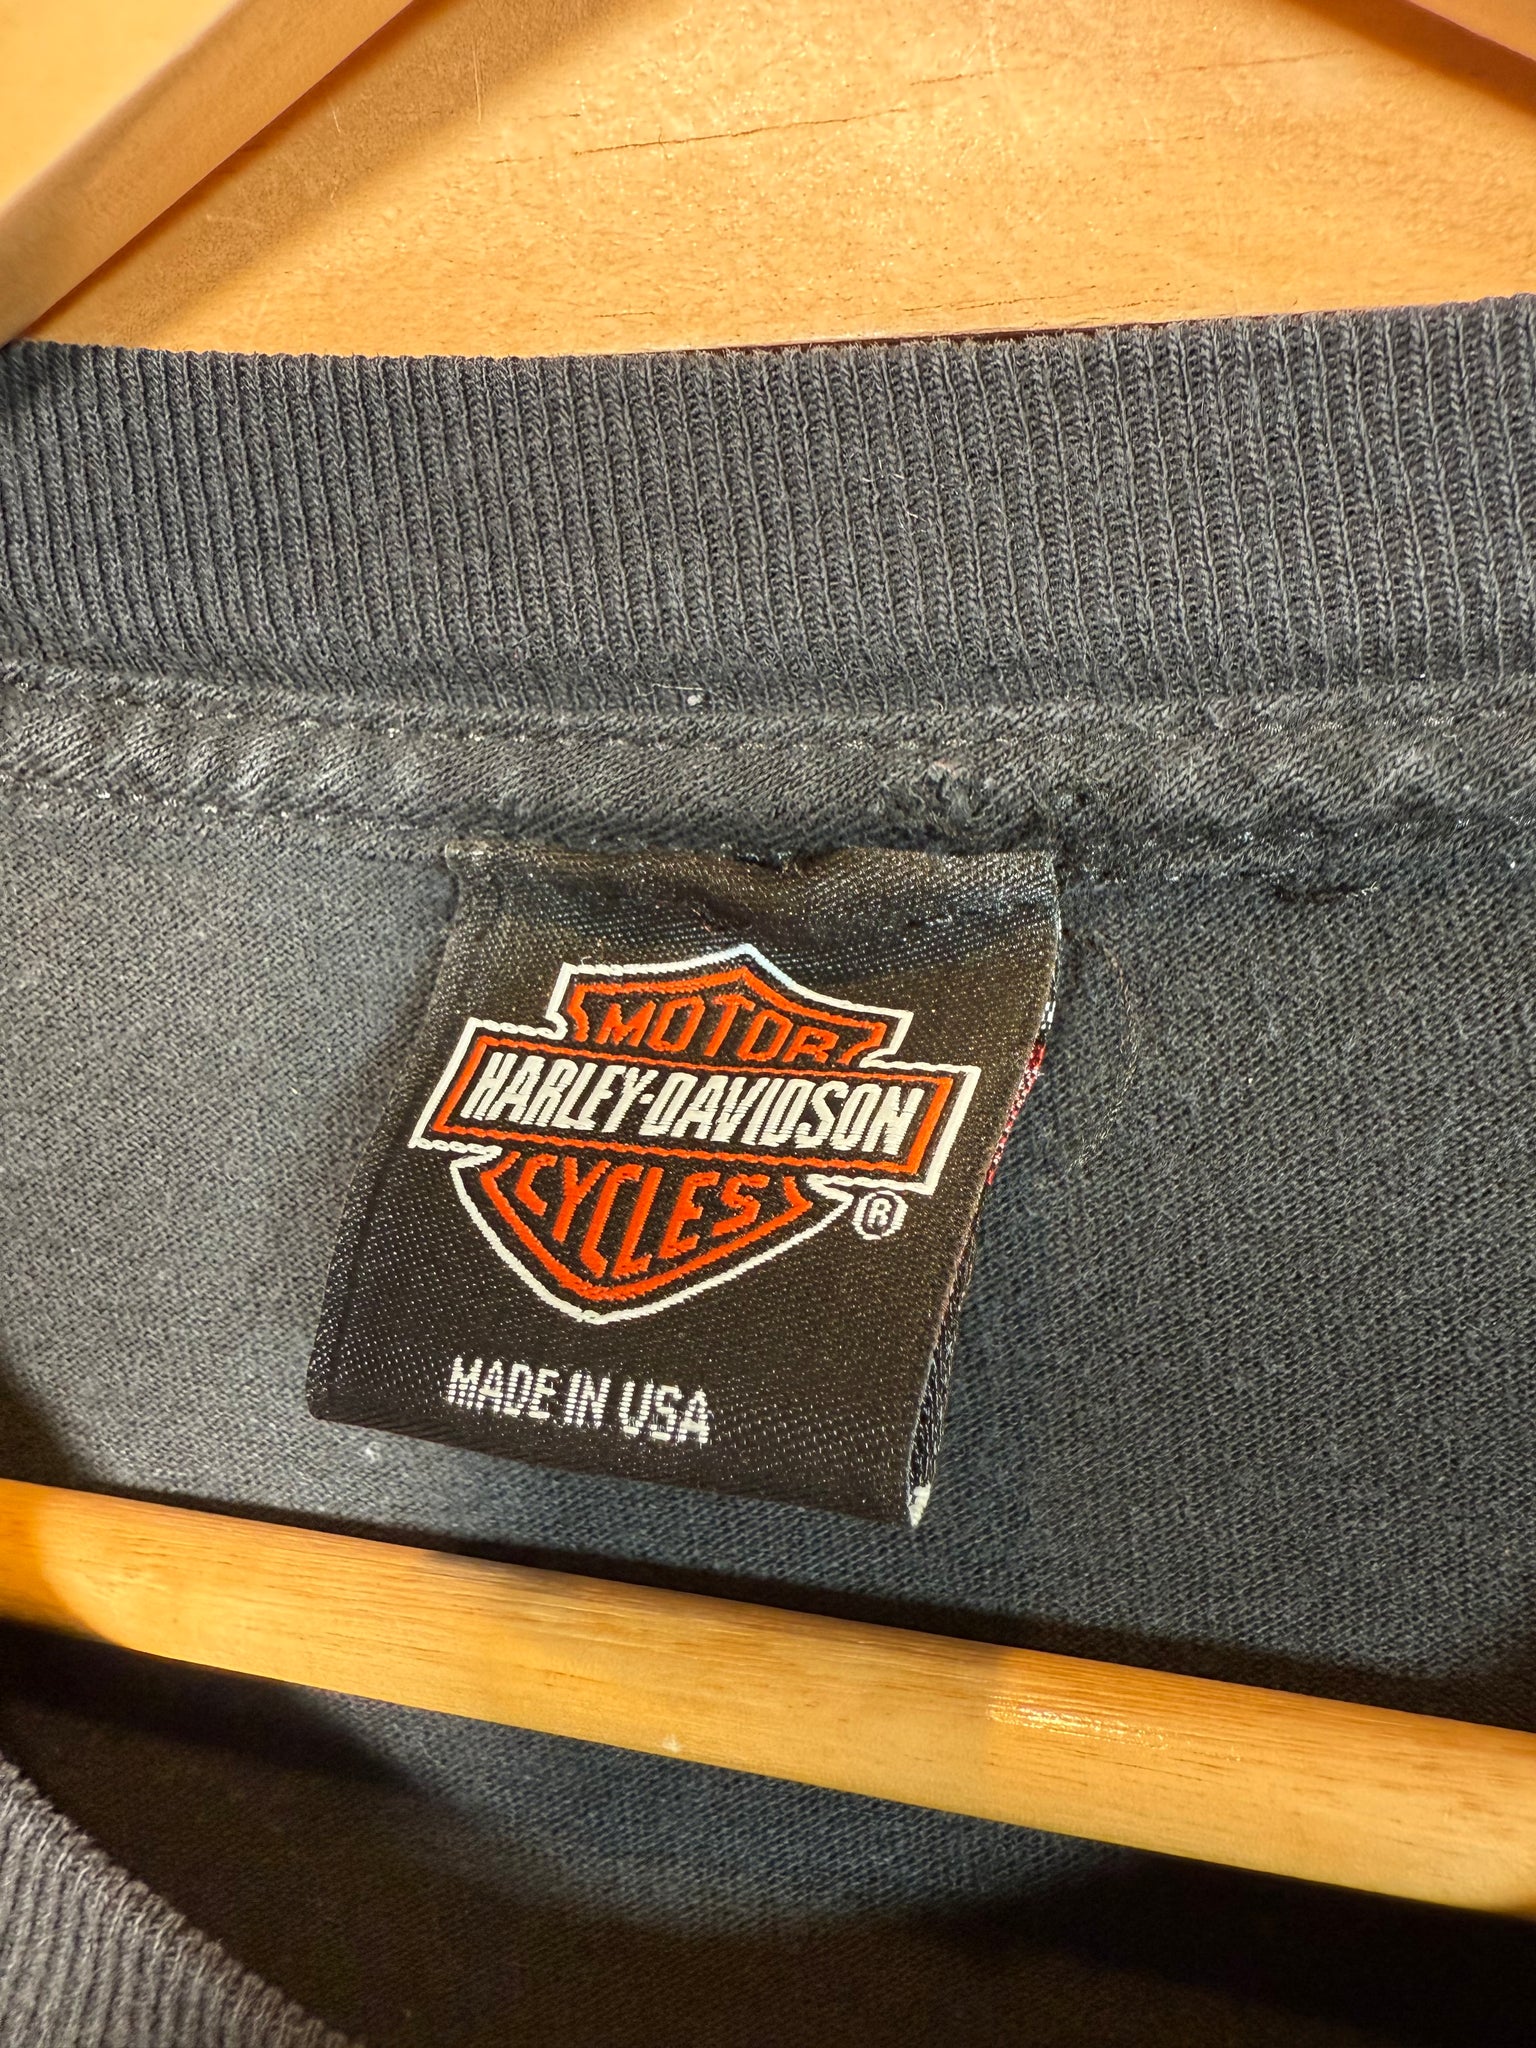 MOTOR
HARLEY-DAVIDSON
CYCLES
®
MADE IN USA